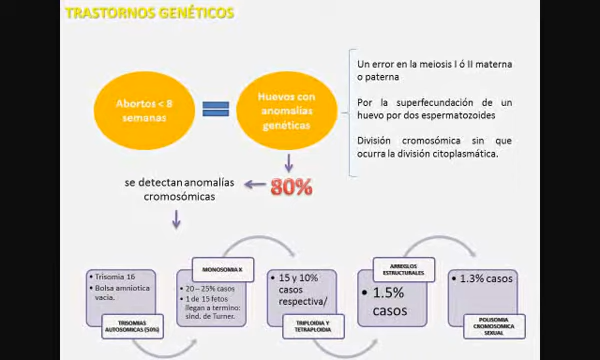 TRASTORNOS GENÉTICOS
Abortos < 8
semanas
Huevos con
anomalías
genéticas
Un error en la meiosis I ó II materna
o paterna
Por la superfecundación de un
huevo por dos espermatozoides
División cromosómica sin que
ocurra la división citoplasmática.
80%
se detectan anomalías
cromosómicas
• Trisomia 16
• Bolsa amniotica
vacia.
TRISOMIAS
AUTOSOMICAS (50%)
MONOSOMIA X
• 20 – 25% casos
• 1 de 15 fetos
llegan a termino:
sind. de Turner.
15 y 10%
casos
respectiva/
TRIPLOIDIA Y
TETRAPLOIDIA
ARREGLOS
ESTRUCTURALES
• 1.5%
casos
• 1.3% casos
POLISOMIA
CROMOSOMICA
SEXUAL